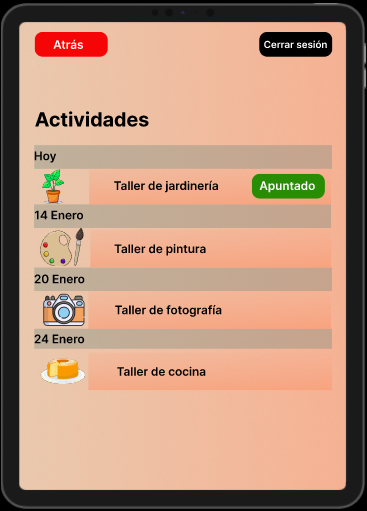 Atrás
Cerrar sesión
Actividades
Hoy
Taller de jardinería
Apuntado
14 Enero
Taller de pintura
20 Enero
Taller de fotografía
24 Enero
Taller de cocina